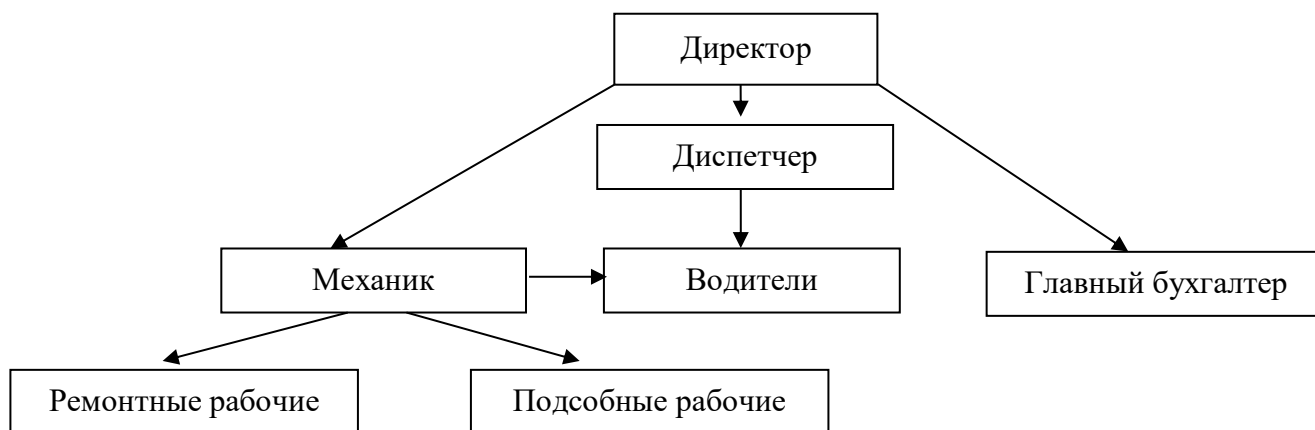 Директор
Диспетчер
Механик
Водители
Главный бухгалтер
Ремонтные рабочие
Подсобные рабочие